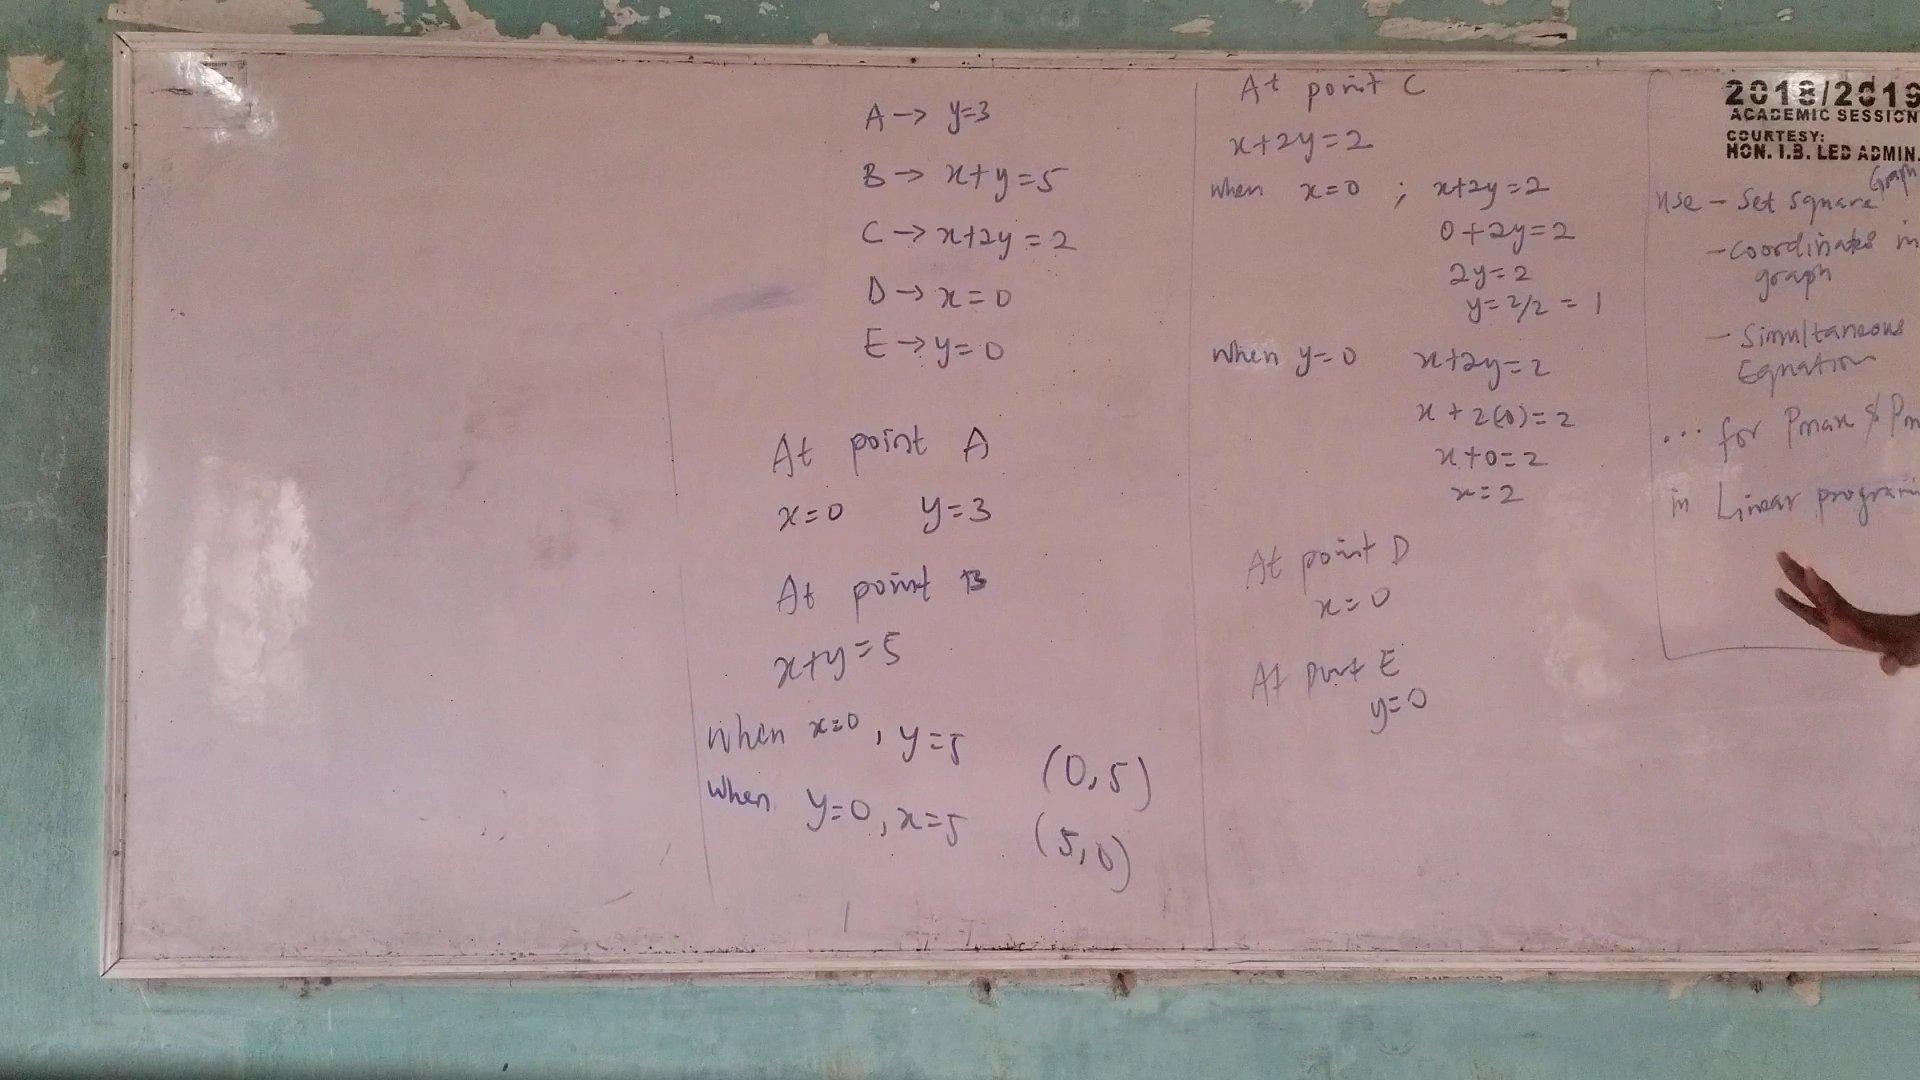 A → y=3
B → x+y=5
C → x+2y=2
D → x=0
E → y=0
At point A
x=0 y=3
At point B
x+y=5
when x=0, y=5 (0,5)
when y=0, x=5 (5,0)
At point C
x+2y=2
when x=0 ; x+2y=2
0+2y=2
2y=2
y=2/2 = 1
when y=0 x+2y=2
x+2(0)=2
x+0=2
x=2
At point D
x=0
At point E
y=0
2018/2019
ACADEMIC SESSION
COURTESY:
HON. I.B. LED ADMIN.
Graph
use - Set square
- coordinates in
graph
- Simultaneous
Equation
... for Pmax &
in Linear